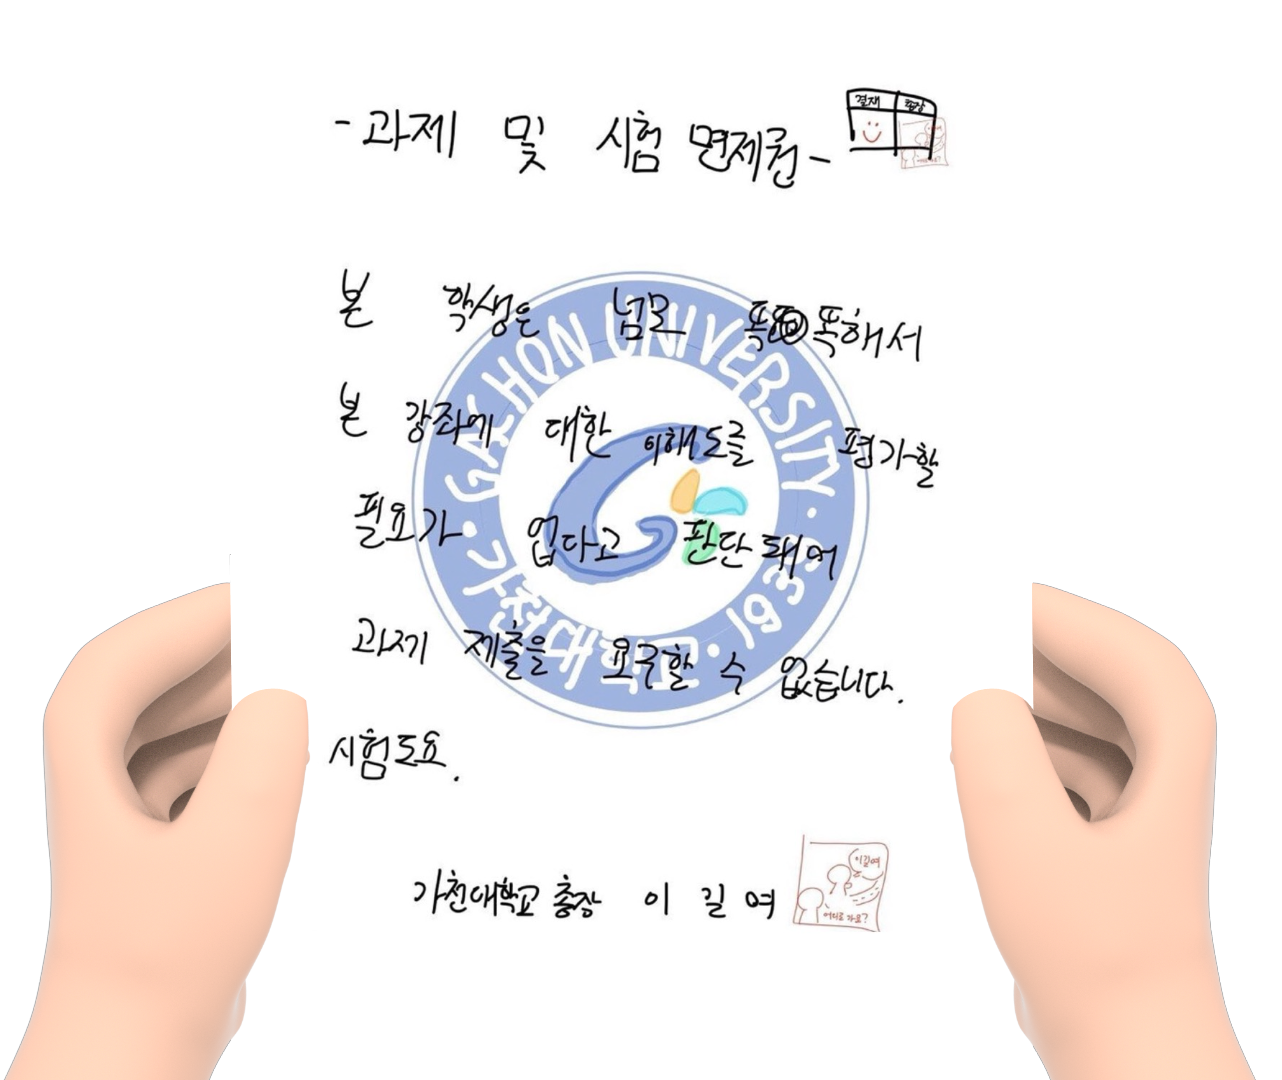 - 과제 및 시험 면제권 -
결재 총장
본 학생은 넘모 똑똑해서
본 강좌에 대한 이해도를 평가할
필요가 없다고 판단돼어
과제 제출을 요구할 수 없습니다.
시험도요.
GACHON UNIVERSITY
가천대학교 · 1939 ·
가천대학교 총장 이 길 여
이길여
어디로 가요?